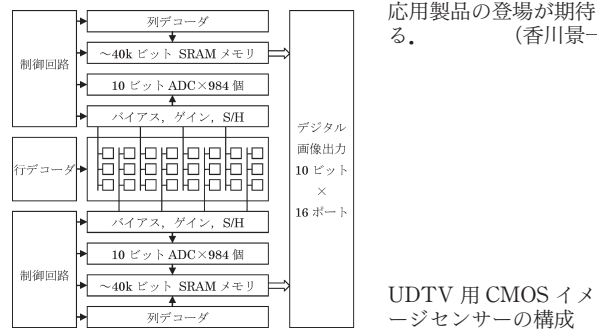 応用製品の登場が期待
る. (香川景一
列デコーダ
制御回路
～40k ビット SRAM メモリ
10 ビット ADC×984 個
バイアス，ゲイン，S/H
行デコーダ
デジタル
画像出力
10 ビット
×
16 ポート
バイアス，ゲイン，S/H
10 ビット ADC×984 個
制御回路
～40k ビット SRAM メモリ
列デコーダ
UDTV 用 CMOS イメ
ージセンサーの構成